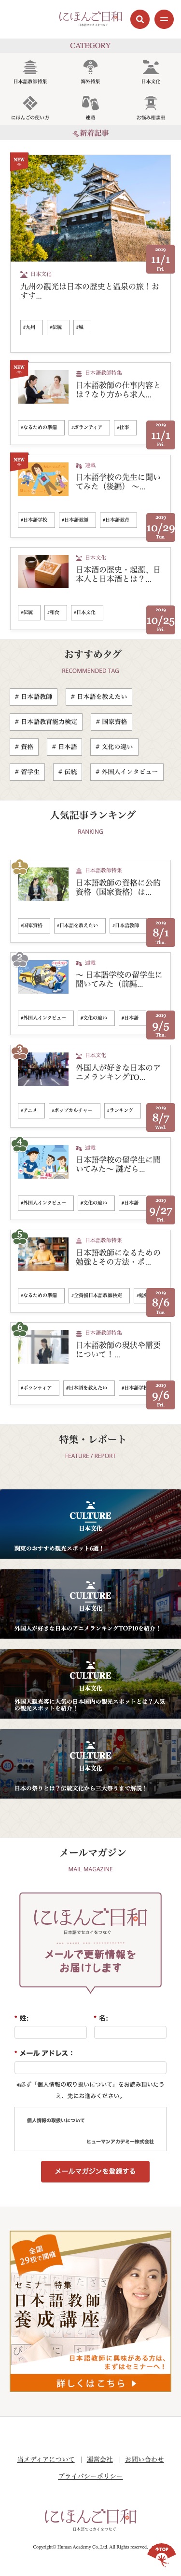 にほんご日和
日本語でセカイをつなぐ
CATEGORY
日本語教師特集
海外特集
日本文化
にほんごの使い方
連載
お悩み相談室
新着記事
NEW
日本文化
九州の観光は日本の歴史と温泉の旅！おすす...
#九州
#伝統
#城
2019
11/1
Fri.
NEW
日本語教師特集
日本語教師の仕事内容とは？なり方から求人...
#なるための準備
#ボランティア
#仕事
2019
11/1
Fri.
NEW
連載
日本語学校の先生に聞いてみた（後編） 〜...
#日本語学校
#日本語教師
#日本語教育
2019
10/29
Tue.
日本文化
日本酒の歴史・起源、日本人と日本酒とは？...
#伝統
#和食
#日本文化
2019
10/25
Fri.
おすすめタグ
RECOMMENDED TAG
# 日本語教師
# 日本語を教えたい
# 日本語教育能力検定
# 国家資格
# 資格
# 日本語
# 文化の違い
# 留学生
# 伝統
# 外国人インタビュー
人気記事ランキング
RANKING
1
日本語教師特集
日本語教師の資格に公的資格（国家資格）は...
#国家資格
#日本語を教えたい
#日本語教師
2019
8/1
Thu.
2
連載
〜 日本語学校の留学生に聞いてみた（前編...
#外国人インタビュー
#文化の違い
#日本語
2019
9/5
Thu.
3
日本文化
外国人が好きな日本のアニメランキングTO...
#アニメ
#ポップカルチャー
#ランキング
2019
8/7
Wed.
4
連載
日本語学校の留学生に聞いてみた〜 謎だら...
#外国人インタビュー
#文化の違い
#日本語
2019
9/27
Fri.
5
日本語教師特集
日本語教師になるための勉強とその方法・ポ...
#なるための準備
#全養協日本語教師検定
2019
8/6
Tue.
6
日本語教師特集
日本語教師の現状や需要について！...
#ボランティア
#日本語を教えたい
#日本語学校
2019
9/6
Fri.
特集・レポート
FEATURE / REPORT
CULTURE
日本文化
関東のおすすめ観光スポット6選！
CULTURE
日本文化
外国人が好きな日本のアニメランキングTOP10を紹介！
CULTURE
日本文化
外国人観光客に人気の日本国内の観光スポットとは？人気の観光スポットを紹介！
CULTURE
日本文化
日本の祭りとは？伝統文化から三大祭りまで解説！
メールマガジン
MAIL MAGAZINE
にほんご日和
日本語でセカイをつなぐ
メールで更新情報をお届けします
* 姓:
* 名:
* メール アドレス：
※必ず「個人情報の取り扱いについて」をお読み頂いたうえ、先にお進みください。
個人情報の取扱いについて
ヒューマンアカデミー株式会社
メールマガジンを登録する
全国29校で開催
セミナー特集
日本語教師養成講座
日本語教師に興味がある方は、まずはセミナーへ！
詳しくはこちら
当メディアについて | 運営会社 | お問い合わせ
プライバシーポリシー
にほんご日和
日本語でセカイをつなぐ
Copyright© Human Academy Co.,Ltd. All Rights reserved.
TOP